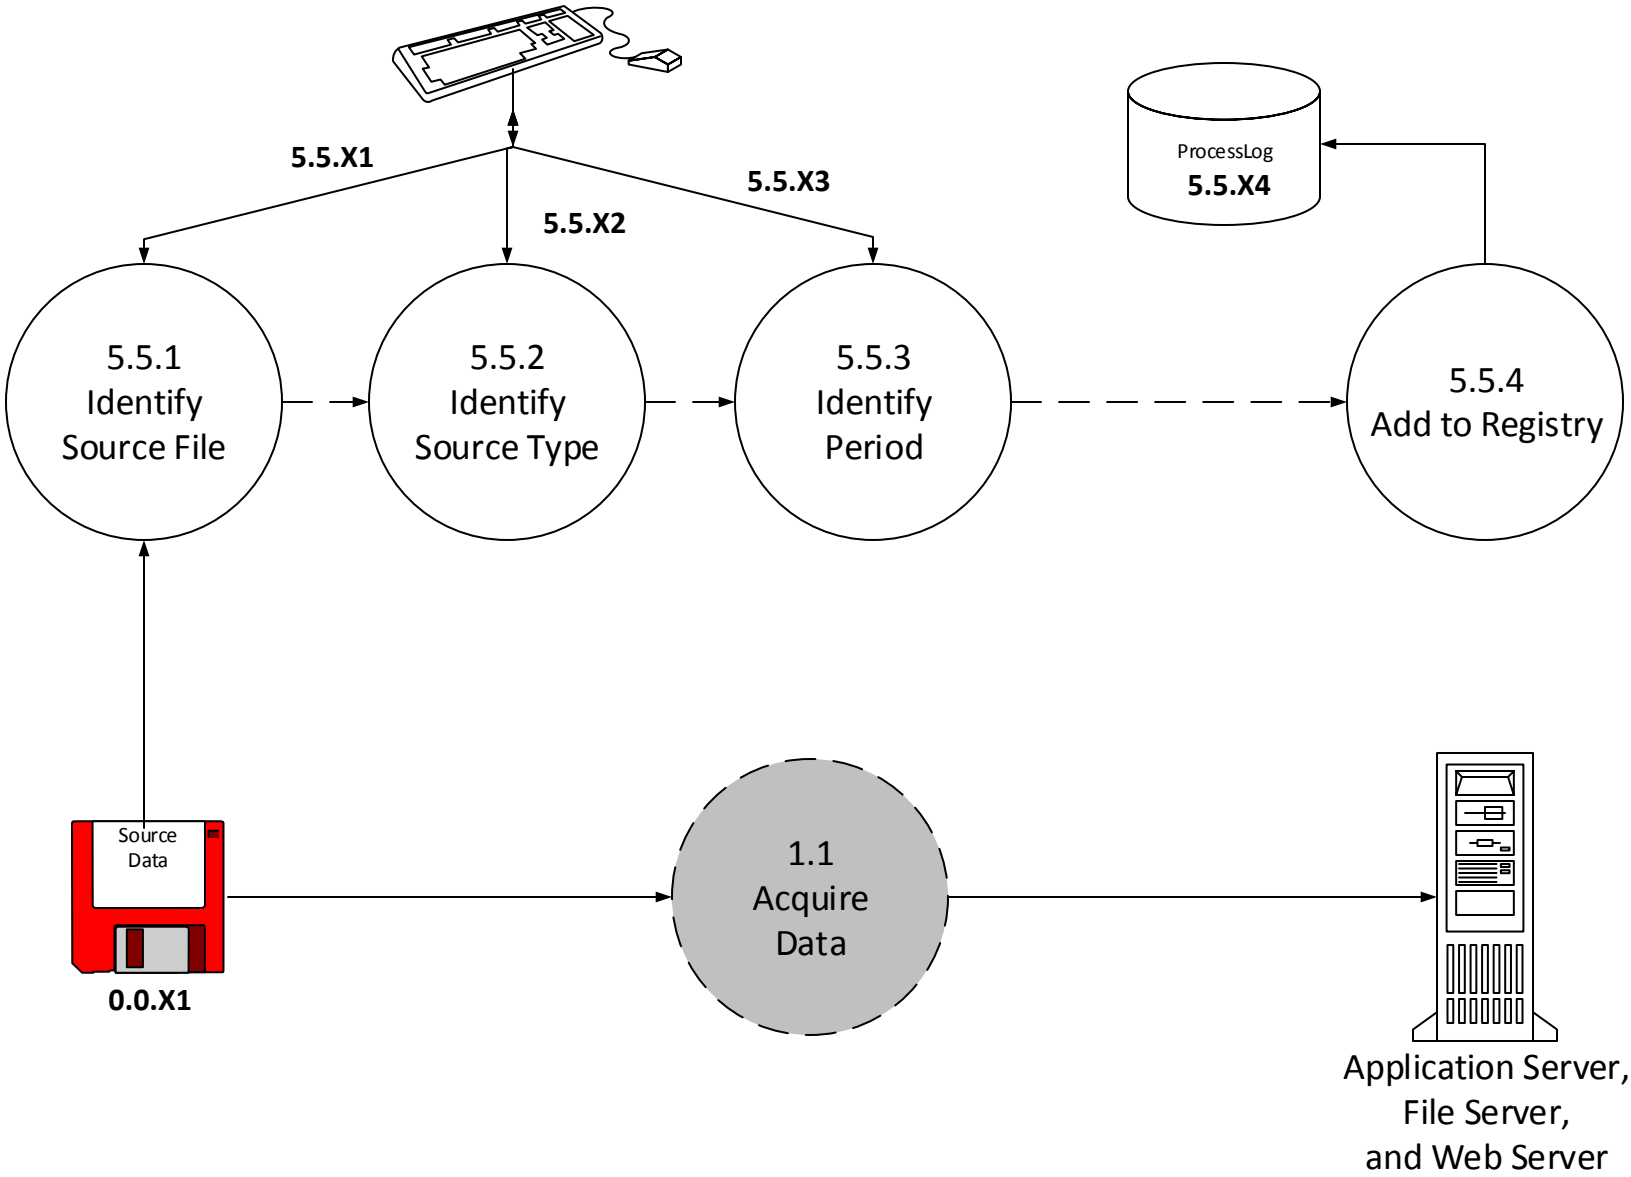 5.5.X1
5.5.X3
5.5.X2
ProcessLog
5.5.X4
5.5.1
Identify
Source File
5.5.2
Identify
Source Type
5.5.3
Identify
Period
5.5.4
Add to Registry
Source
Data
0.0.X1
1.1
Acquire
Data
Application Server,
File Server,
and Web Server